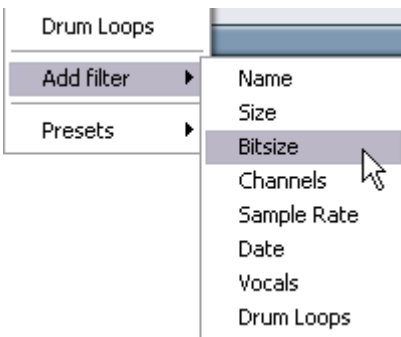 Drum Loops
Add filter
Presets
Name
Size
Bitsize
Channels
Sample Rate
Date
Vocals
Drum Loops